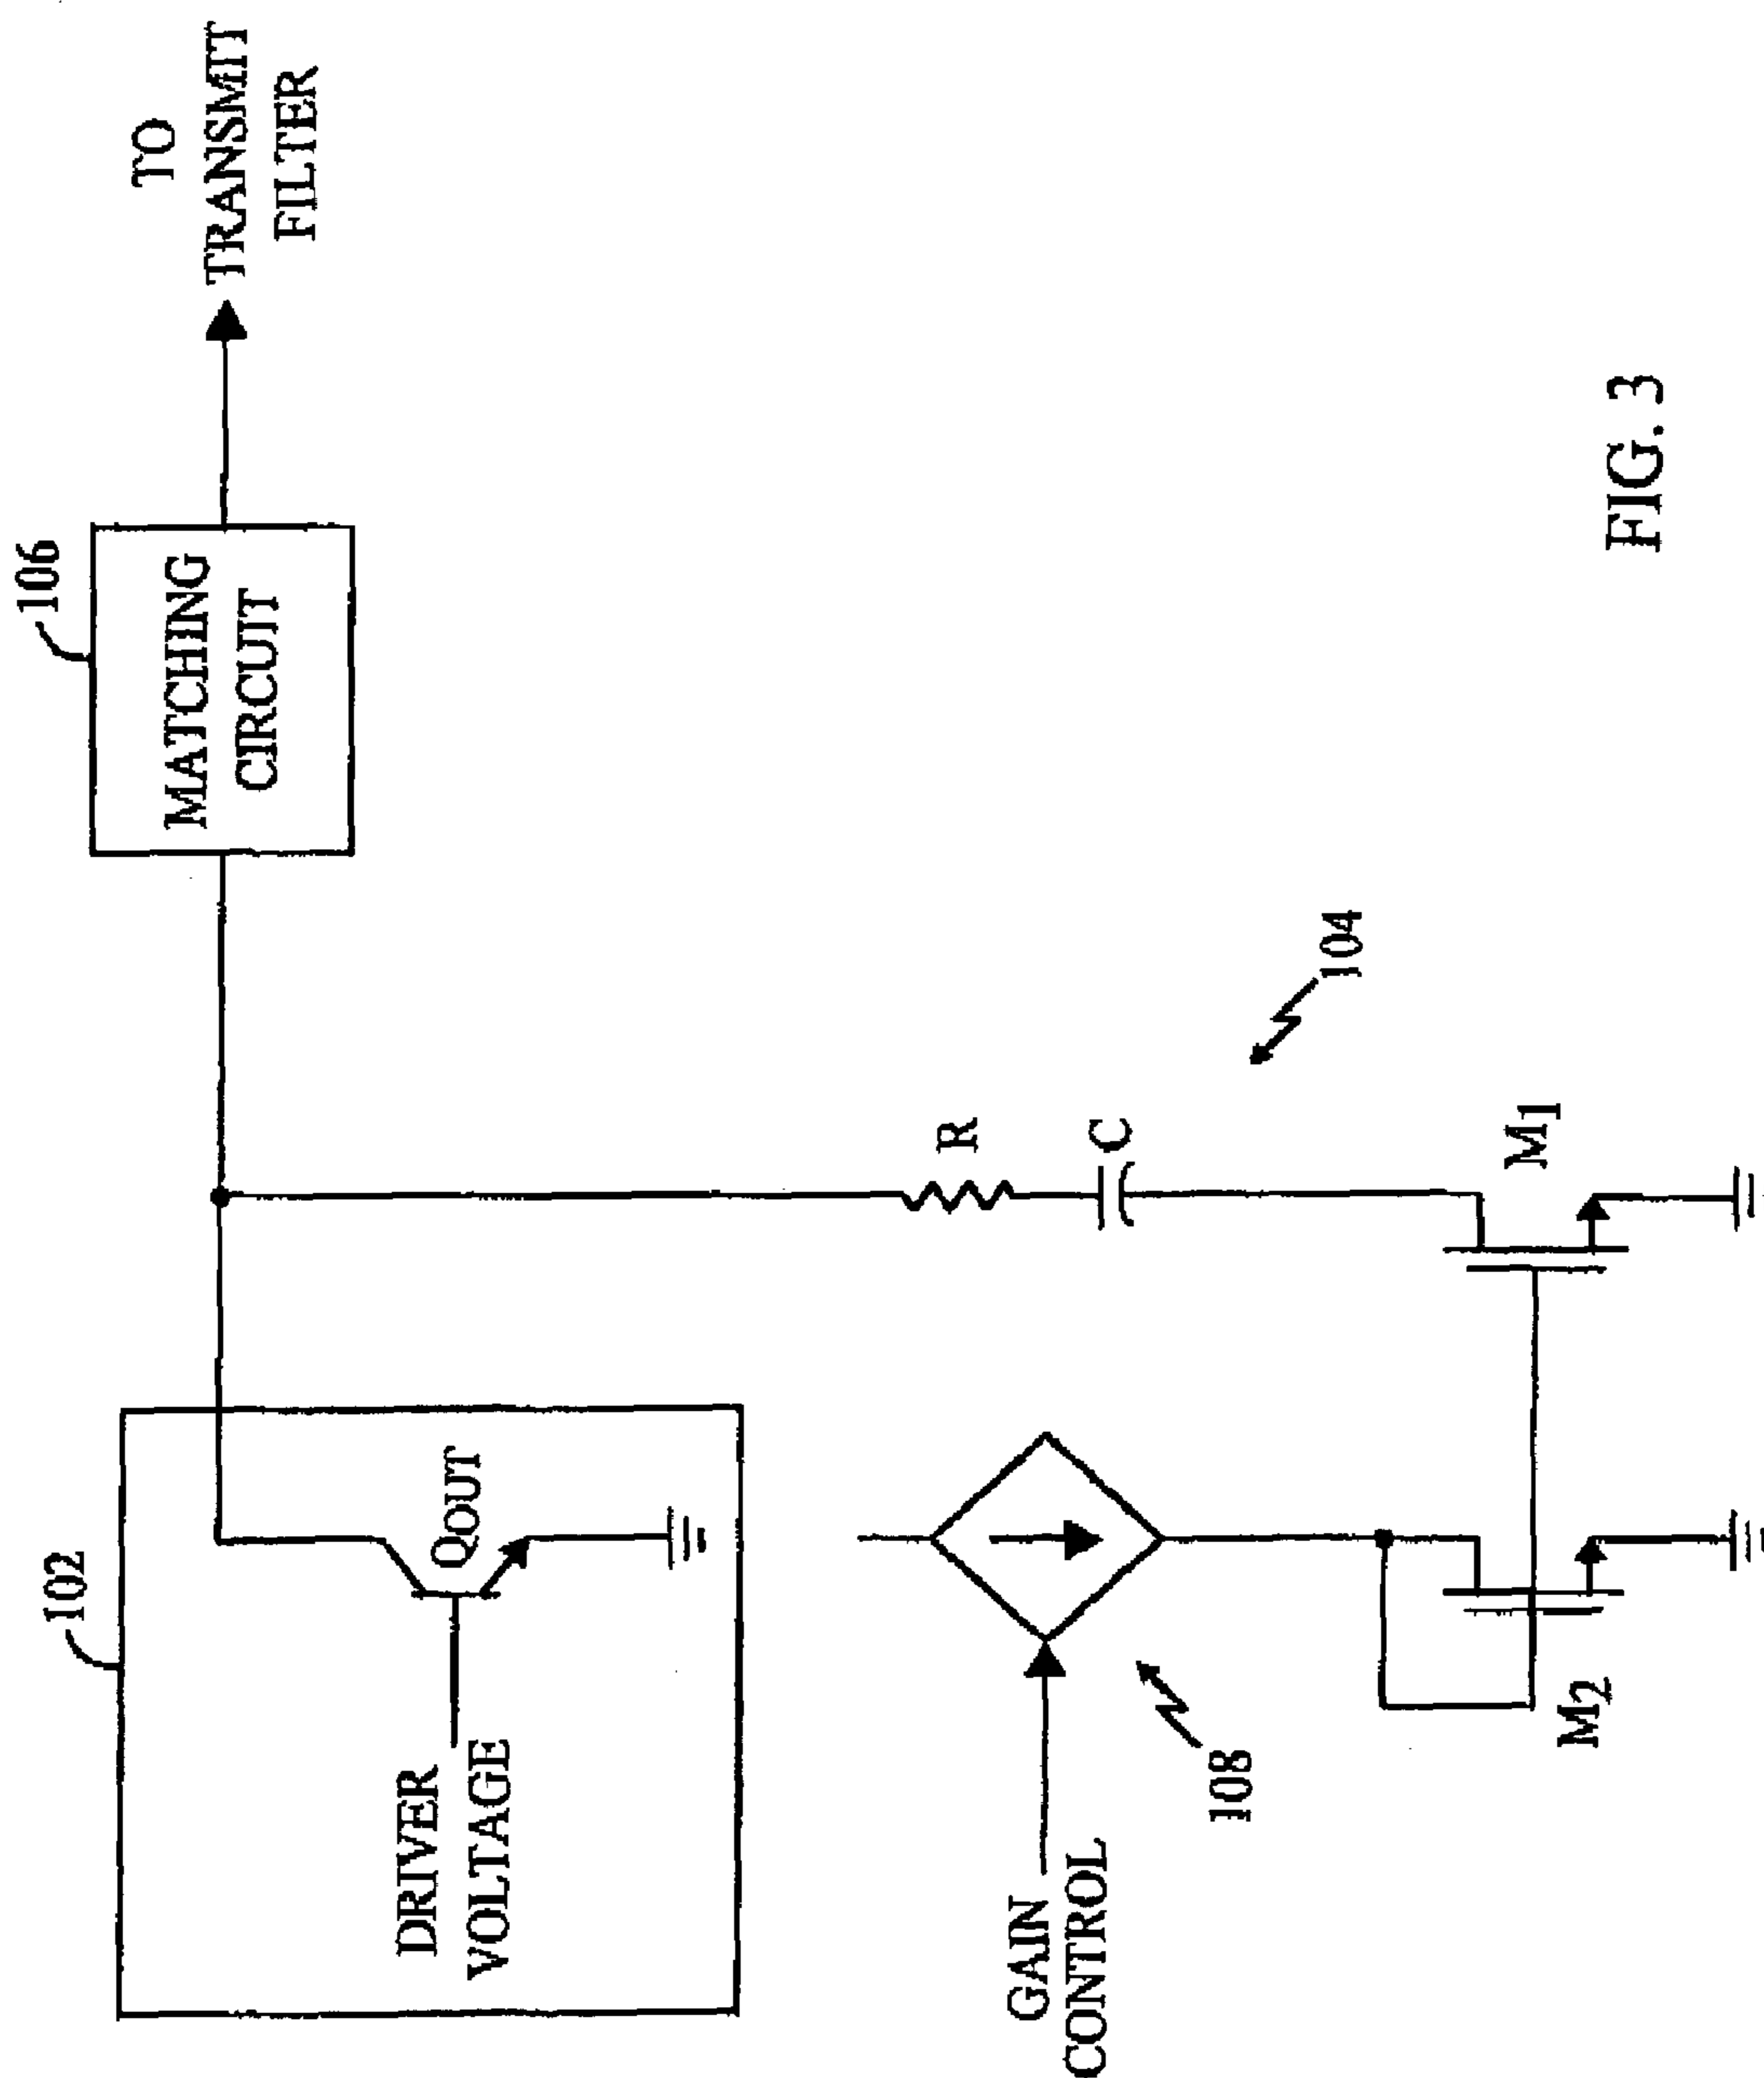 102
DRIVER
VOLTAGE
QOUT
106
MATCHING
CIRCUIT
TO
TRANSMIT
FILTER
GAIN
CONTROL
108
R
C
104
M2
M1
FIG. 3